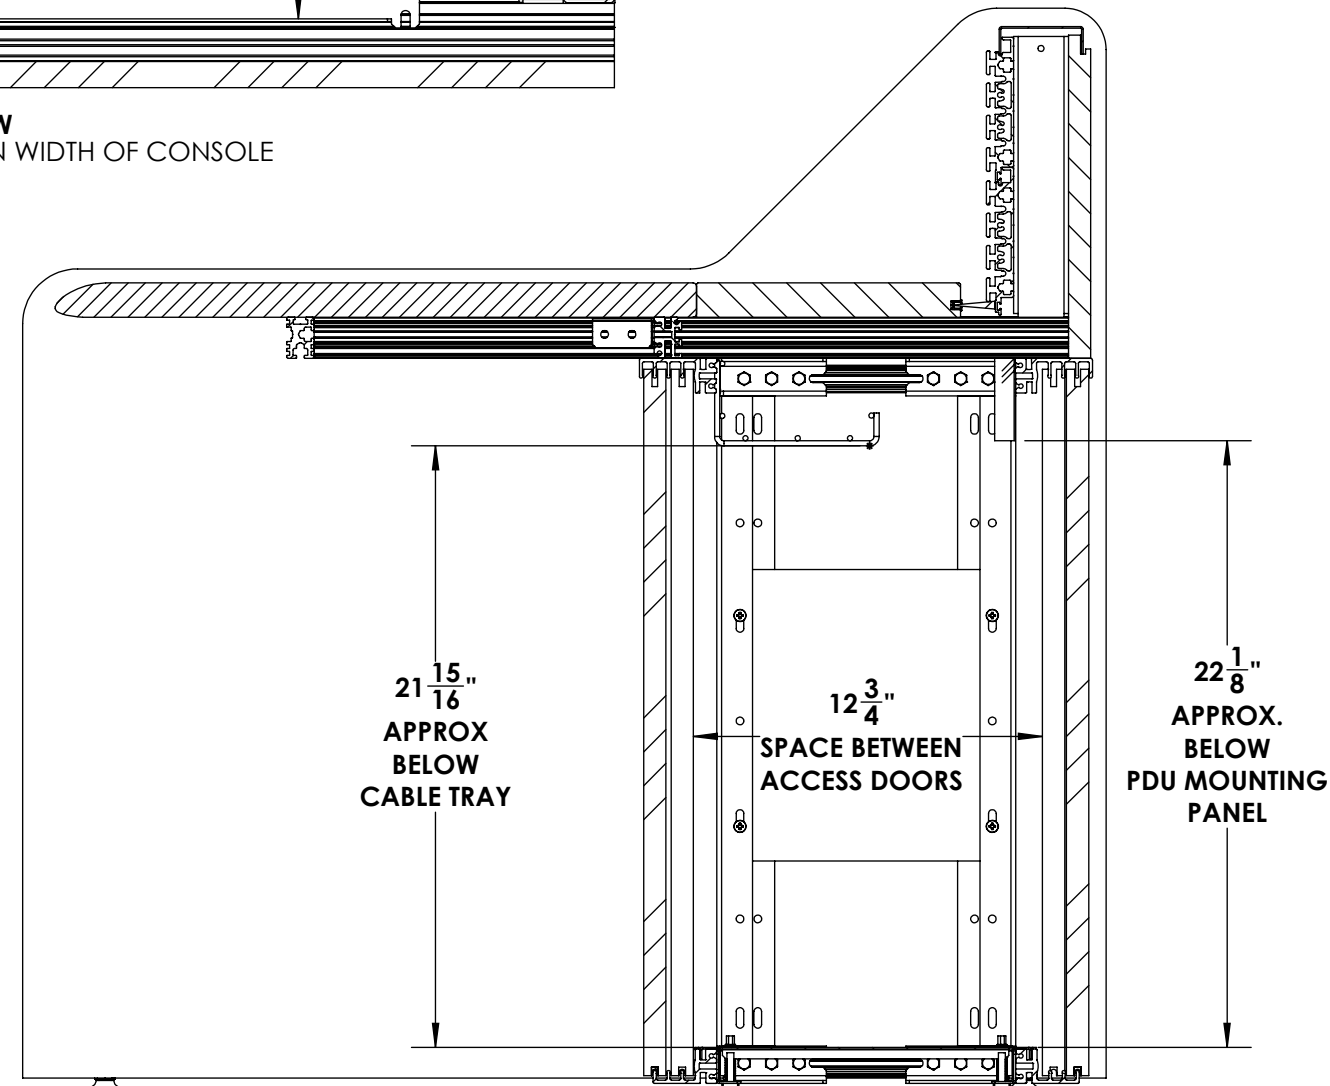 WIDTH OF CONSOLE
21 15/16"
APPROX
BELOW
CABLE TRAY
12 3/4"
SPACE BETWEEN
ACCESS DOORS
22 1/8"
APPROX.
BELOW
PDU MOUNTING
PANEL